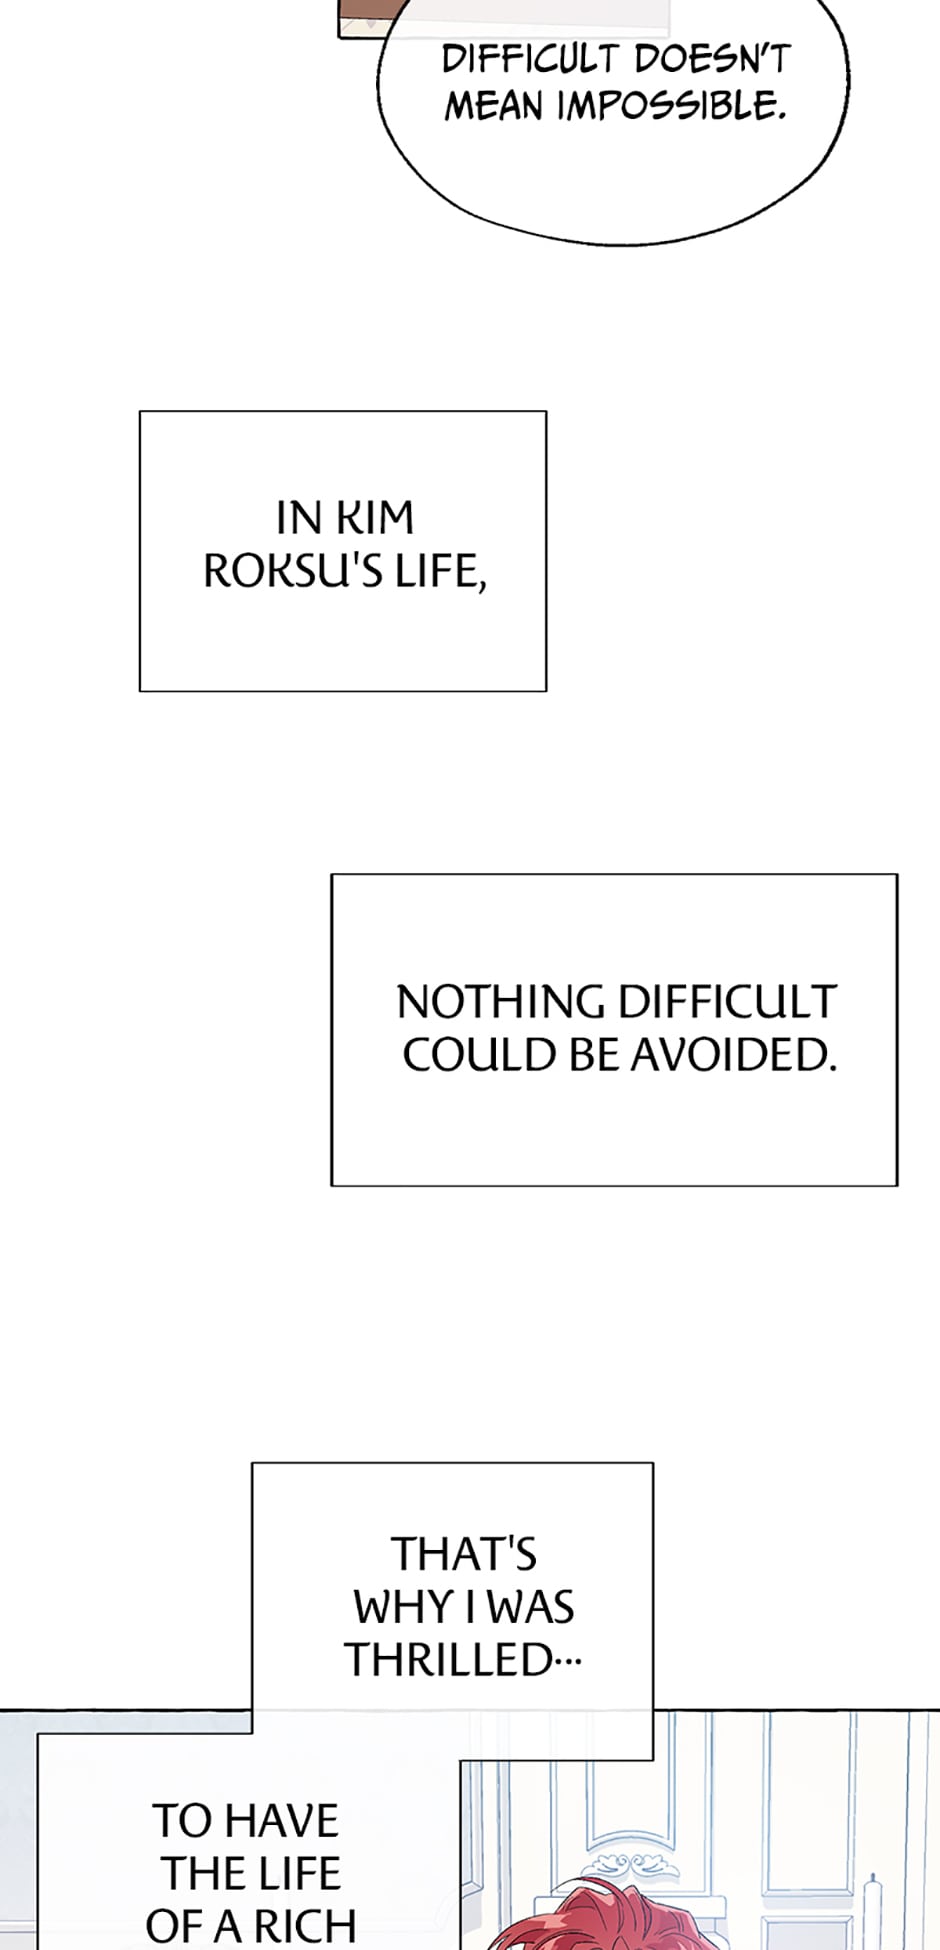 DIFFICULT DOESN'T
MEAN IMPOSSIBLE.
IN KIM
ROKSU'S LIFE,
NOTHING DIFFICULT
COULD BE AVOIDED.
THAT'S
WHY I WAS
THRILLED...
TO HAVE
THE LIFE
OF A RICH